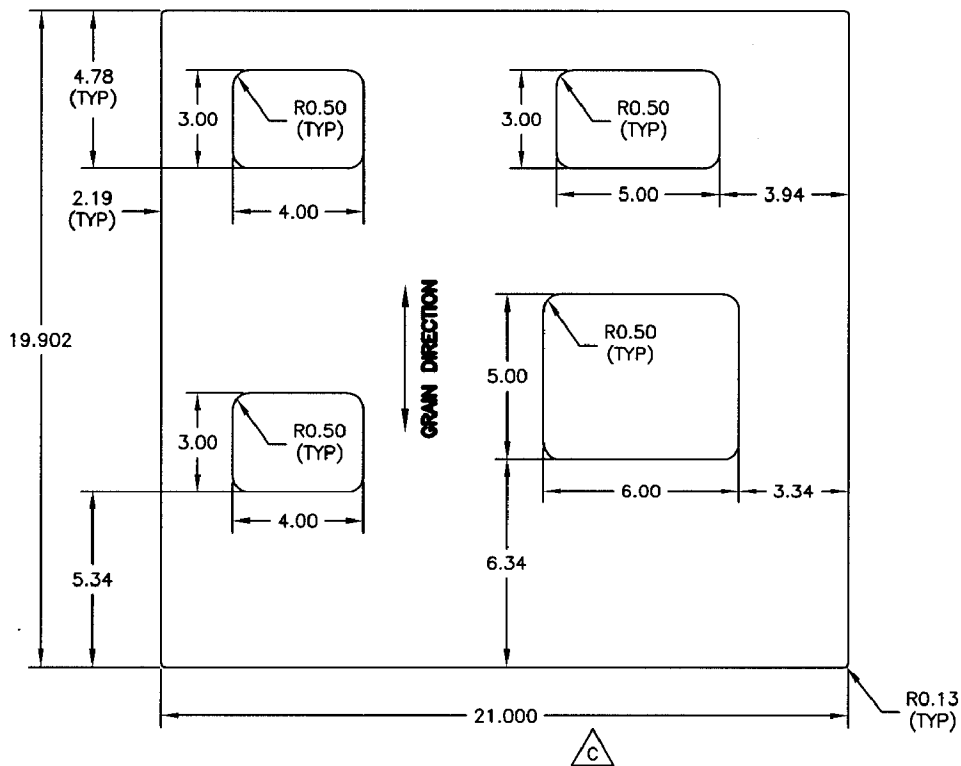 4.78
(TYP)
3.00
R0.50
(TYP)
3.00
R0.50
(TYP)
2.19
(TYP)
4.00
5.00
3.94
GRAIN DIRECTION
19.902
R0.50
(TYP)
5.00
3.00
R0.50
(TYP)
6.00
3.34
4.00
5.34
6.34
R0.13
(TYP)
21.000
C